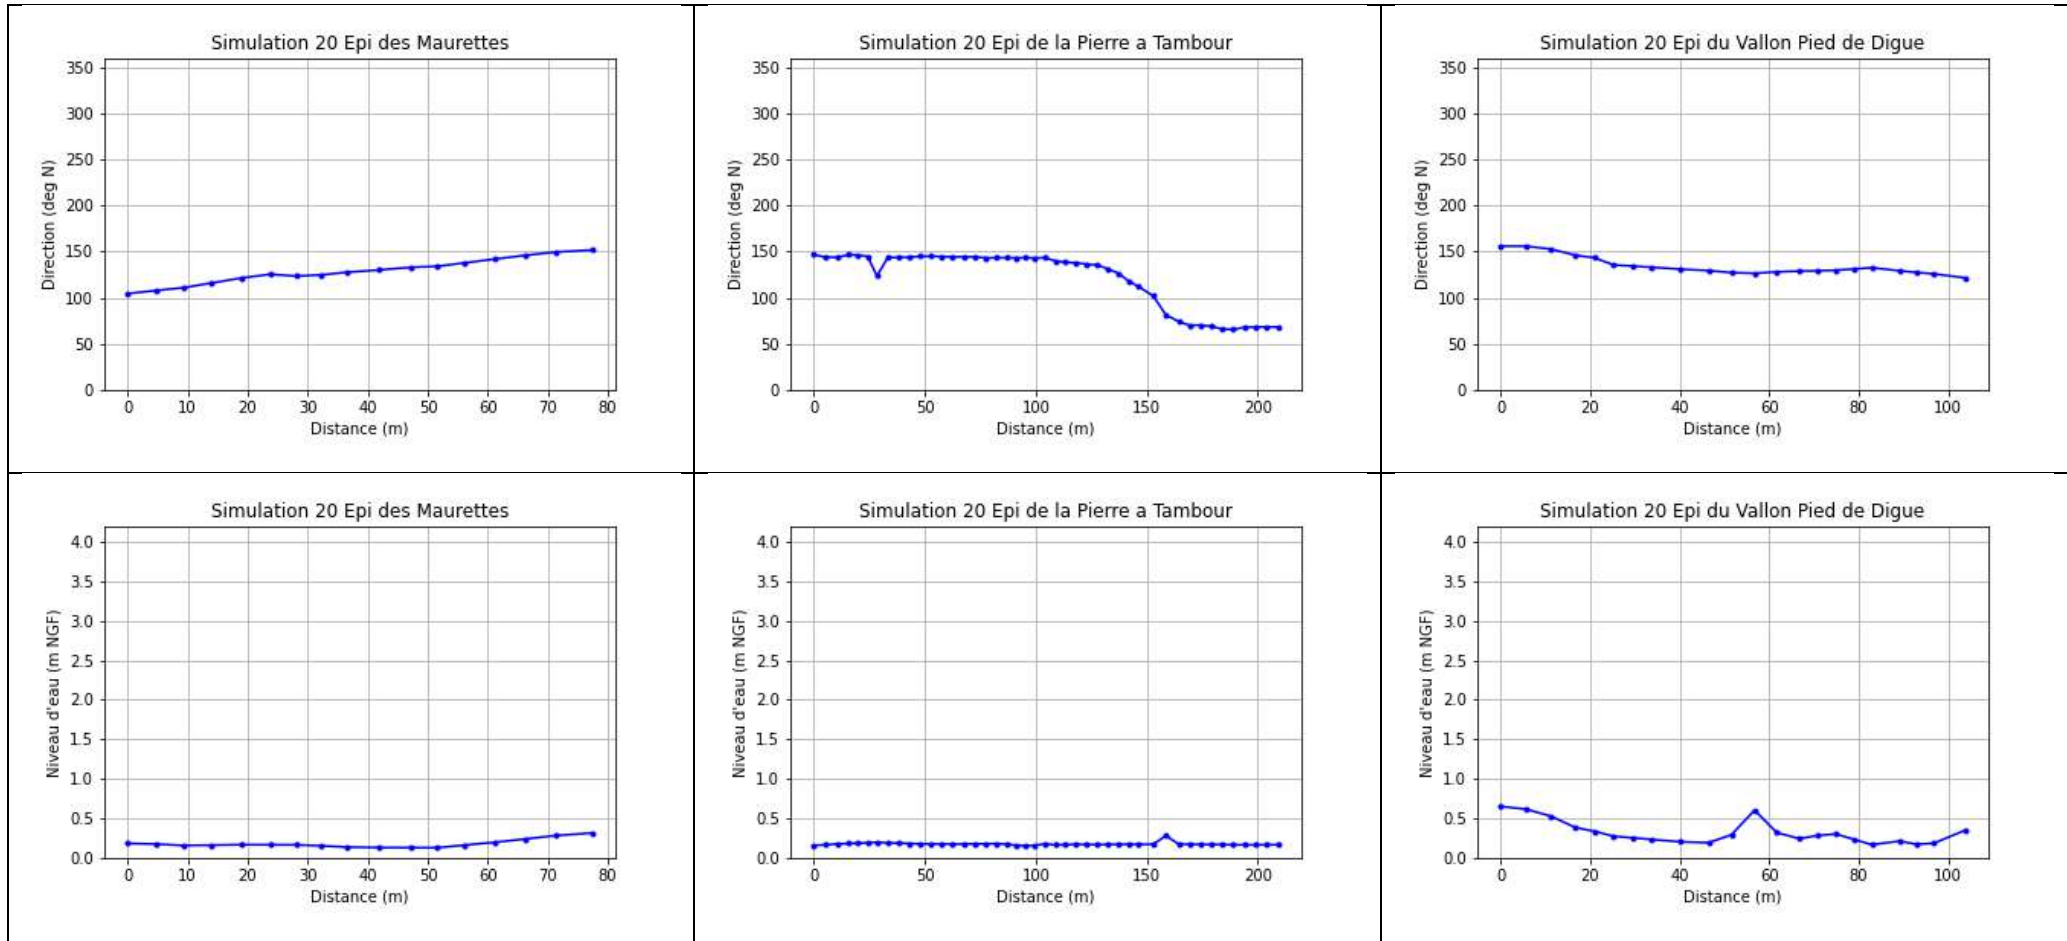 Simulation 20 Epi des Maurettes
350
300
250
200
150
100
50
0
Direction (deg N)
0 10 20 30 40 50 60 70 80
Distance (m)
Simulation 20 Epi de la Pierre a Tambour
350
300
250
200
150
100
50
0
Direction (deg N)
0 50 100 150 200
Distance (m)
Simulation 20 Epi du Vallon Pied de Digue
350
300
250
200
150
100
50
0
Direction (deg N)
0 20 40 60 80 100
Distance (m)
Simulation 20 Epi des Maurettes
4.0
3.5
3.0
2.5
2.0
1.5
1.0
0.5
0.0
Niveau d'eau (m NGF)
0 10 20 30 40 50 60 70 80
Distance (m)
Simulation 20 Epi de la Pierre a Tambour
4.0
3.5
3.0
2.5
2.0
1.5
1.0
0.5
0.0
Niveau d'eau (m NGF)
0 50 100 150 200
Distance (m)
Simulation 20 Epi du Vallon Pied de Digue
4.0
3.5
3.0
2.5
2.0
1.5
1.0
0.5
0.0
Niveau d'eau (m NGF)
0 20 40 60 80 100
Distance (m)